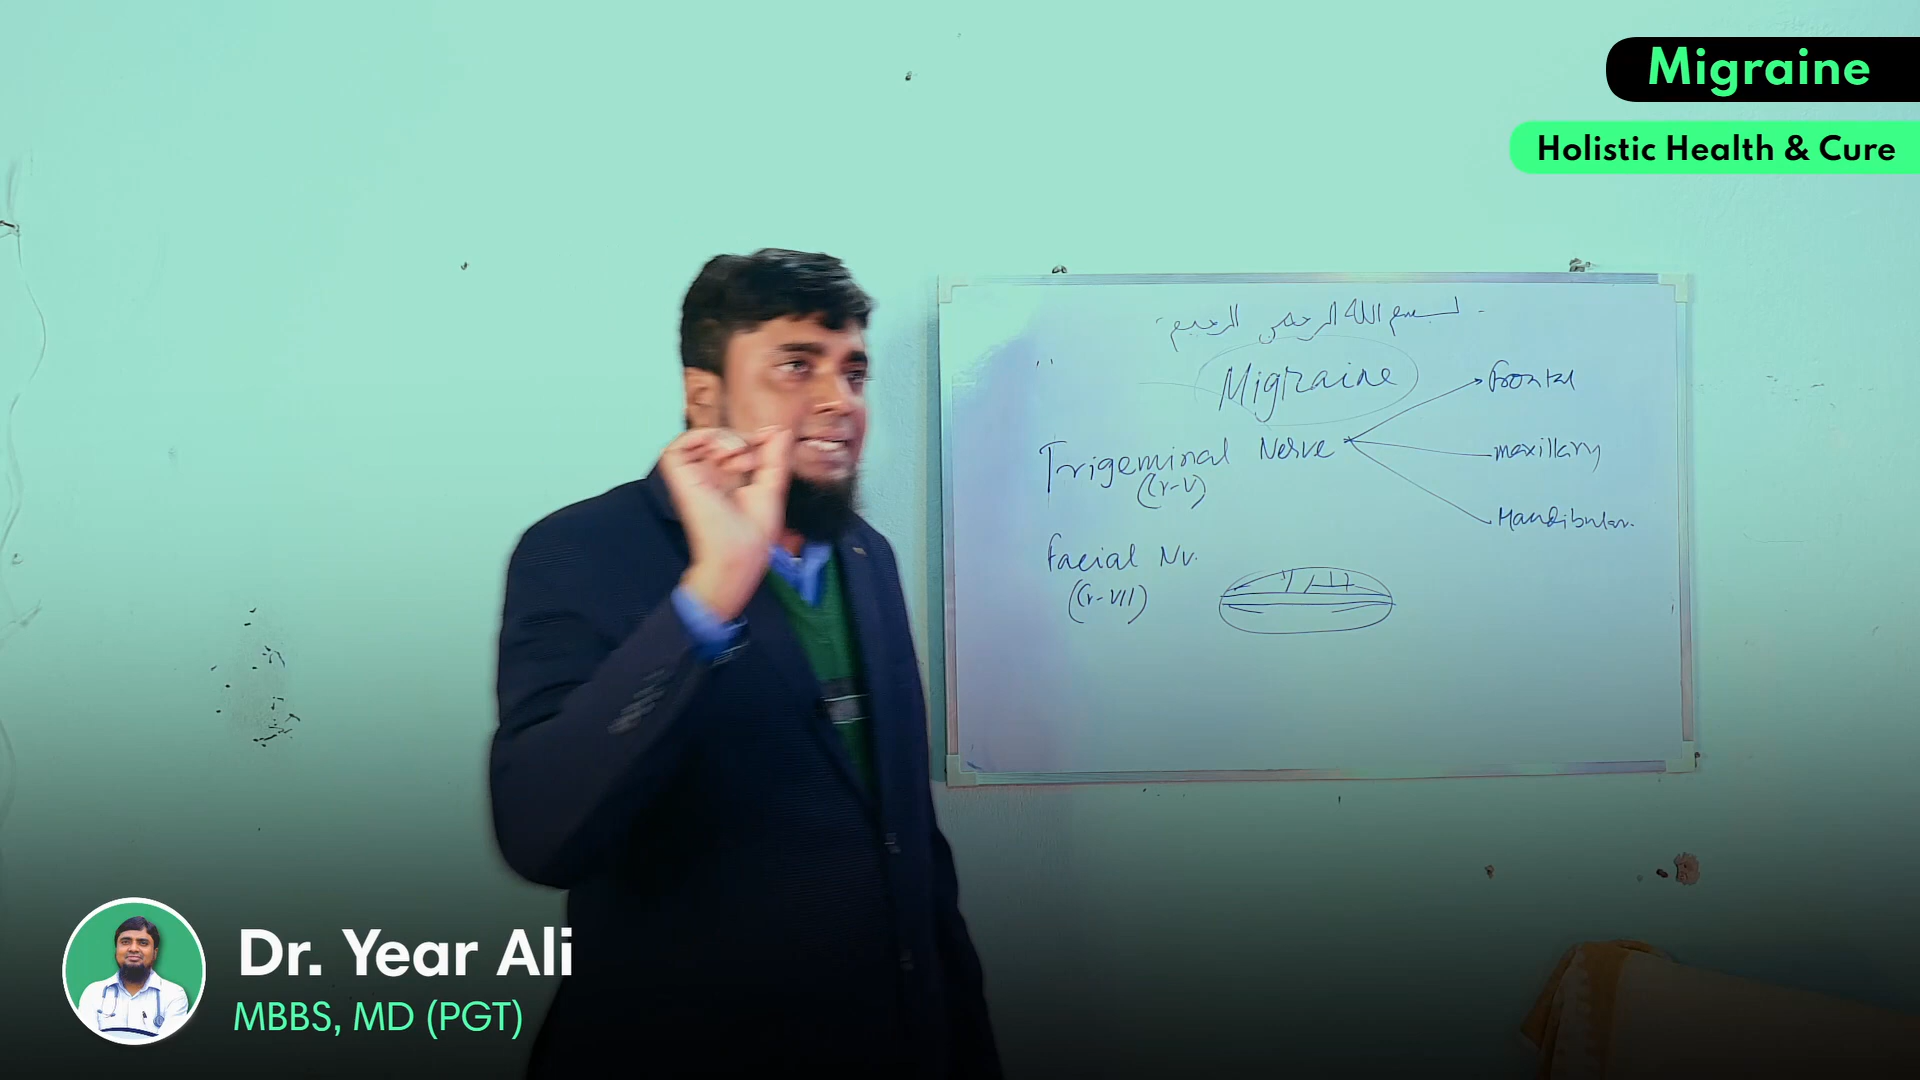 Migraine
Holistic Health & Cure
بسم الله الرحمن الرحيم
Migraine
Frontal
Trigeminal Nerve
maxillary
(Cr-V)
Mandibular.
Facial Nv.
(Cr-VII)
Dr. Year Ali
MBBS, MD (PGT)